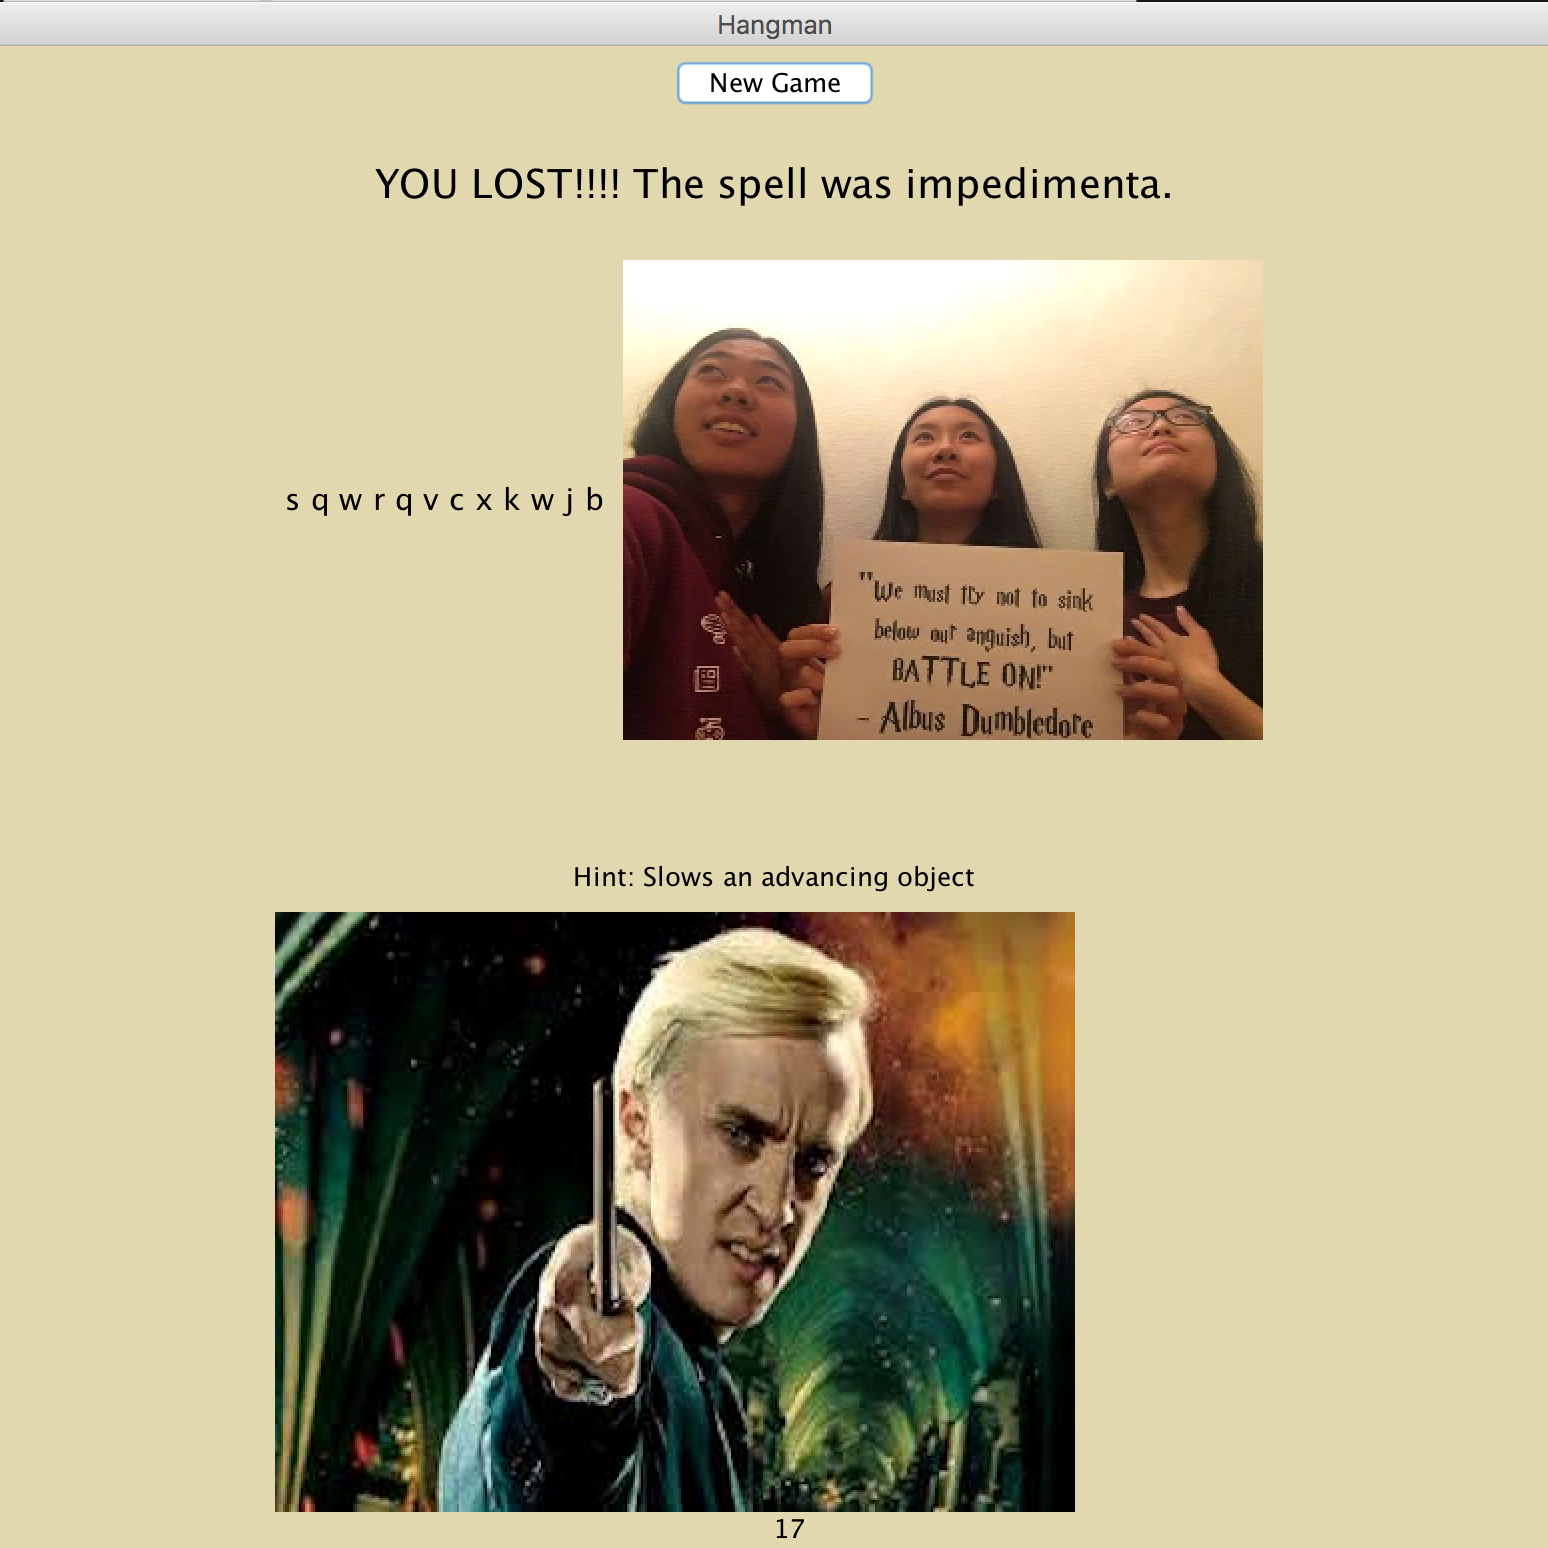 Hangman
New Game
YOU LOST!!!! The spell was impedimenta.
s q w r q v c x k w j b
"We must try not to sink
below our anguish, but
BATTLE ON!"
- Albus Dumbledore
Hint: Slows an advancing object
17